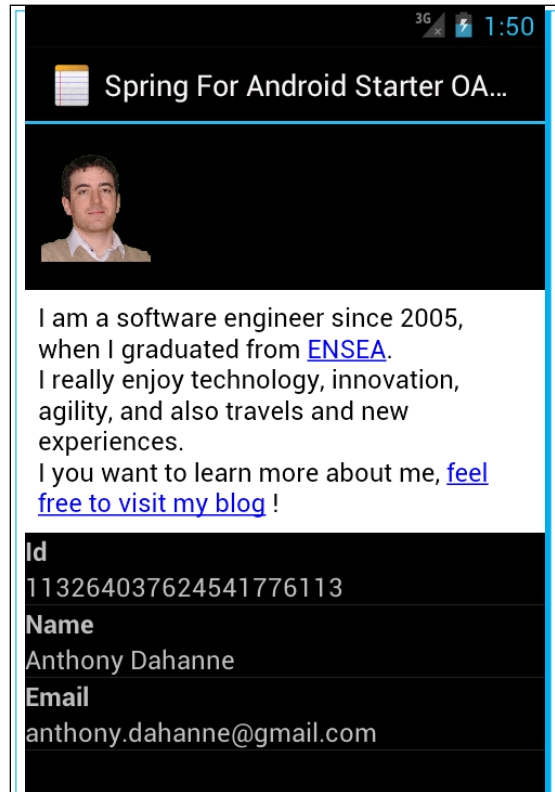 3G 1:50
Spring For Android Starter OA…
I am a software engineer since 2005,
when I graduated from ENSEA.
I really enjoy technology, innovation,
agility, and also travels and new
experiences.
I you want to learn more about me, feel
free to visit my blog !
Id
113264037624541776113
Name
Anthony Dahanne
Email
anthony.dahanne@gmail.com